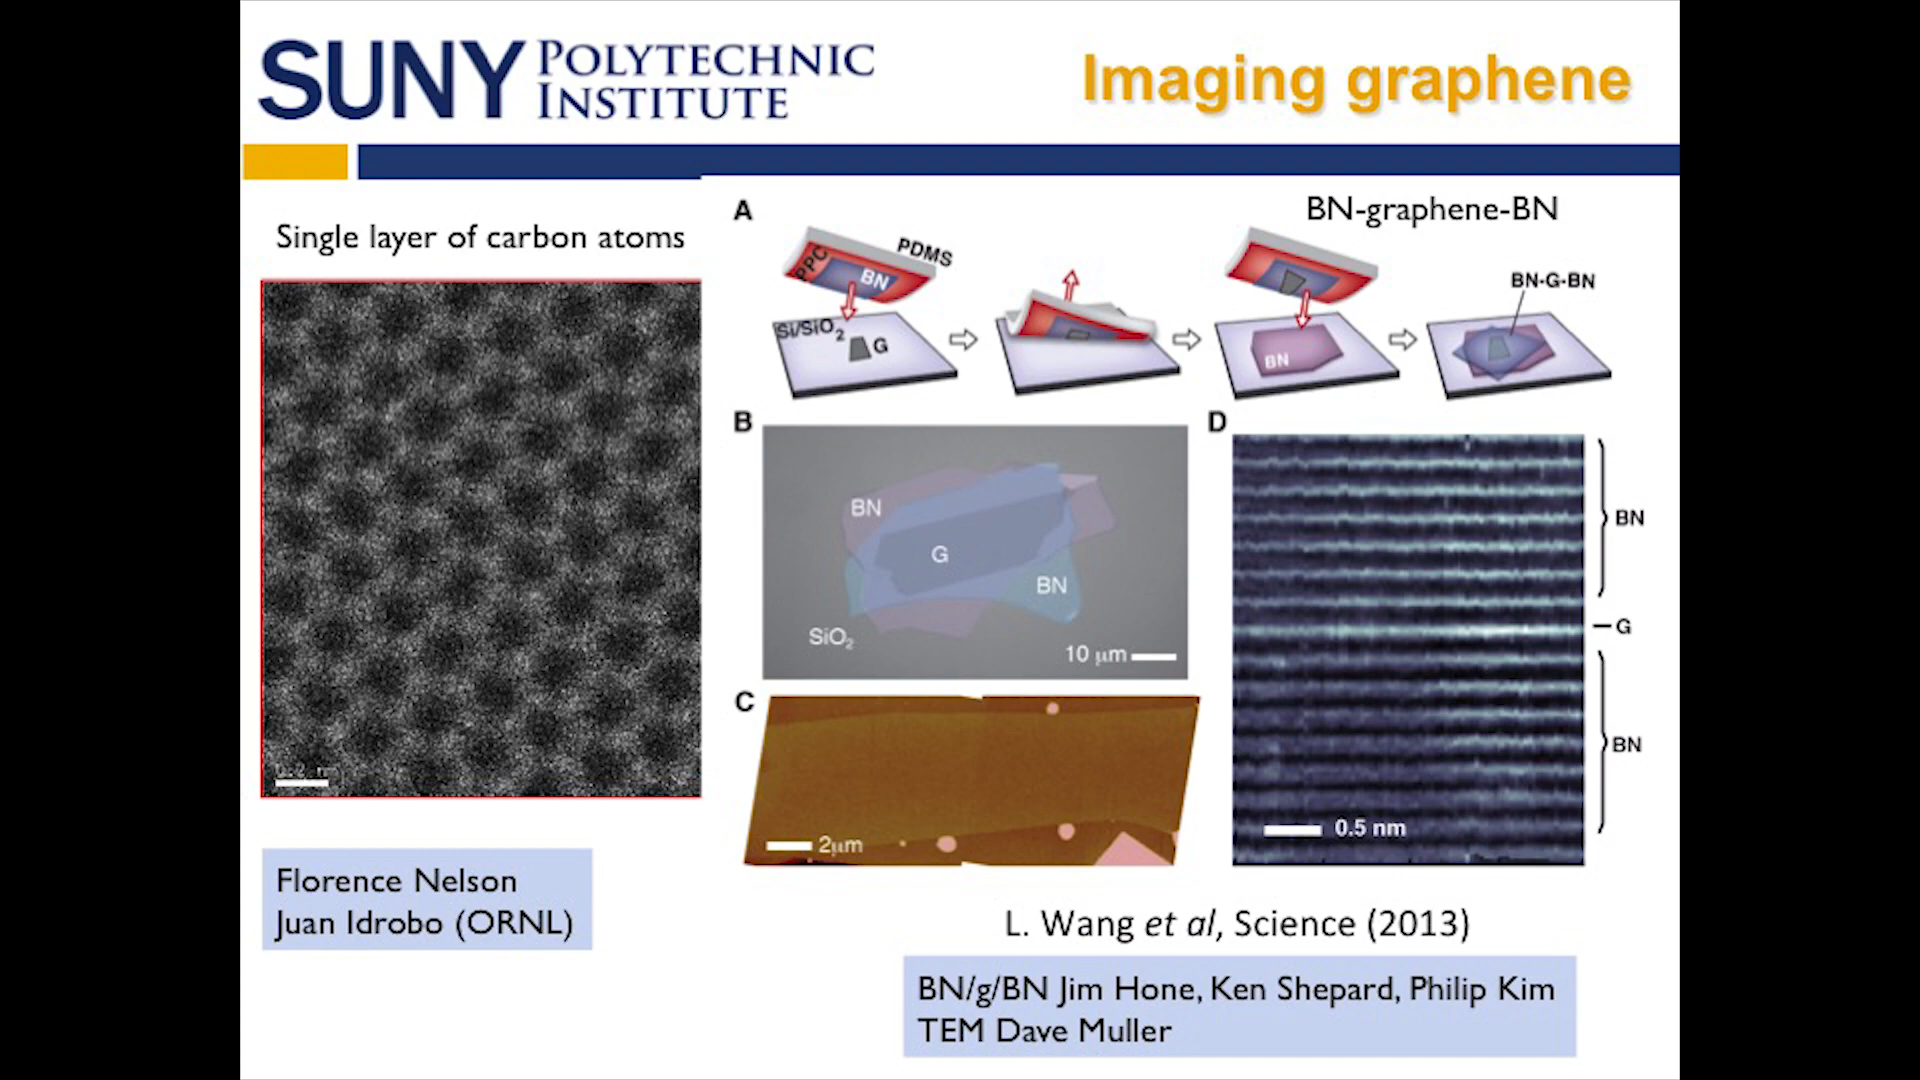 SUNY POLYTECHNIC INSTITUTE
Imaging graphene
Single layer of carbon atoms
Florence Nelson
Juan Idrobo (ORNL)
A
BN-graphene-BN
PPC
BN
PDMS
Si/SiO2
G
BN
BN-G-BN
B
BN
G
BN
SiO2
10 μm
C
2μm
D
BN
G
BN
0.5 nm
L. Wang et al, Science (2013)
BN/g/BN Jim Hone, Ken Shepard, Philip Kim
TEM Dave Muller